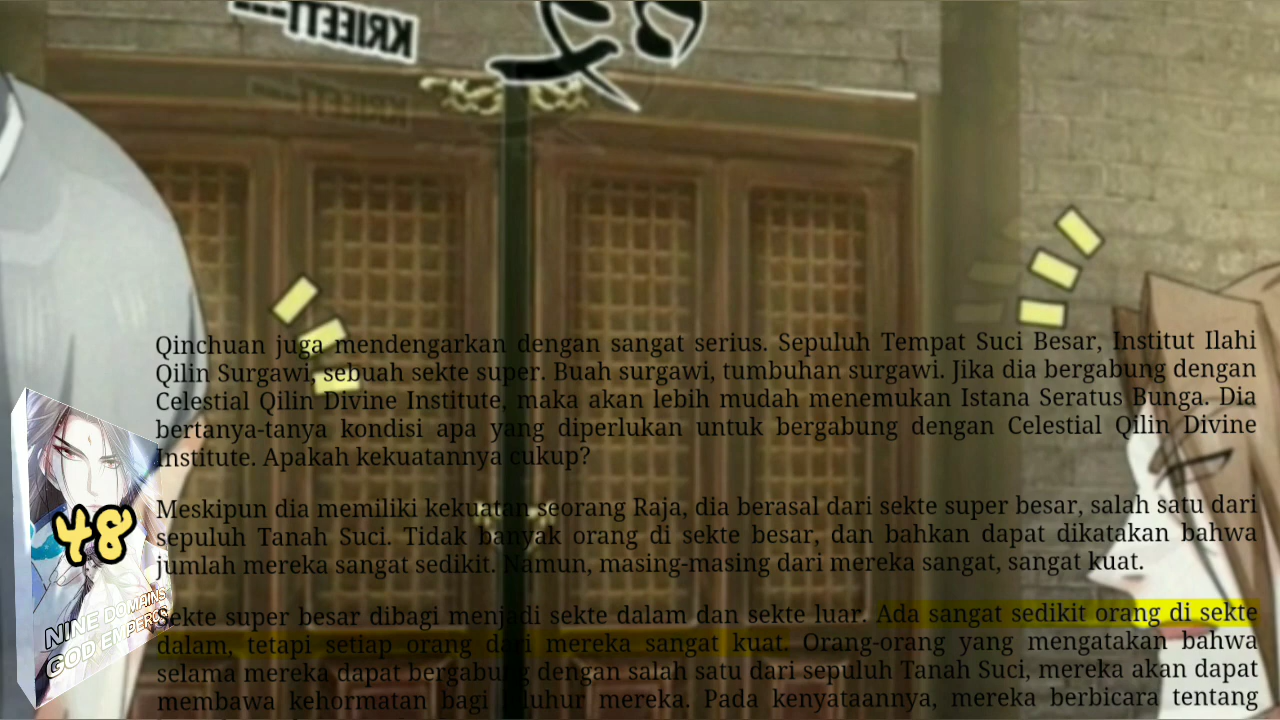 KRIEET---
KRIEET---
Qinchuan juga mendengarkan dengan sangat serius. Sepuluh Tempat Suci Besar, Institut Ilahi
Qilin Surgawi, sebuah sekte super. Buah surgawi, tumbuhan surgawi. Jika dia bergabung dengan
Celestial Qilin Divine Institute, maka akan lebih mudah menemukan Istana Seratus Bunga. Dia
bertanya-tanya kondisi apa yang diperlukan untuk bergabung dengan Celestial Qilin Divine
Institute. Apakah kekuatannya cukup?
Meskipun dia memiliki kekuatan seorang Raja, dia berasal dari sekte super besar, salah satu dari
sepuluh Tanah Suci. Tidak banyak orang di sekte besar, dan bahkan dapat dikatakan bahwa
jumlah mereka sangat sedikit. Namun, masing-masing dari mereka sangat, sangat kuat.
Sekte super besar dibagi menjadi sekte dalam dan sekte luar. Ada sangat sedikit orang di sekte
dalam, tetapi setiap orang dari mereka sangat kuat. Orang-orang yang mengatakan bahwa
selama mereka dapat bergabung dengan salah satu dari sepuluh Tanah Suci, mereka akan dapat
membawa kehormatan bagi leluhur mereka. Pada kenyataannya, mereka berbicara tentang
48
NINE DOMAINS
GOD EMPEROR